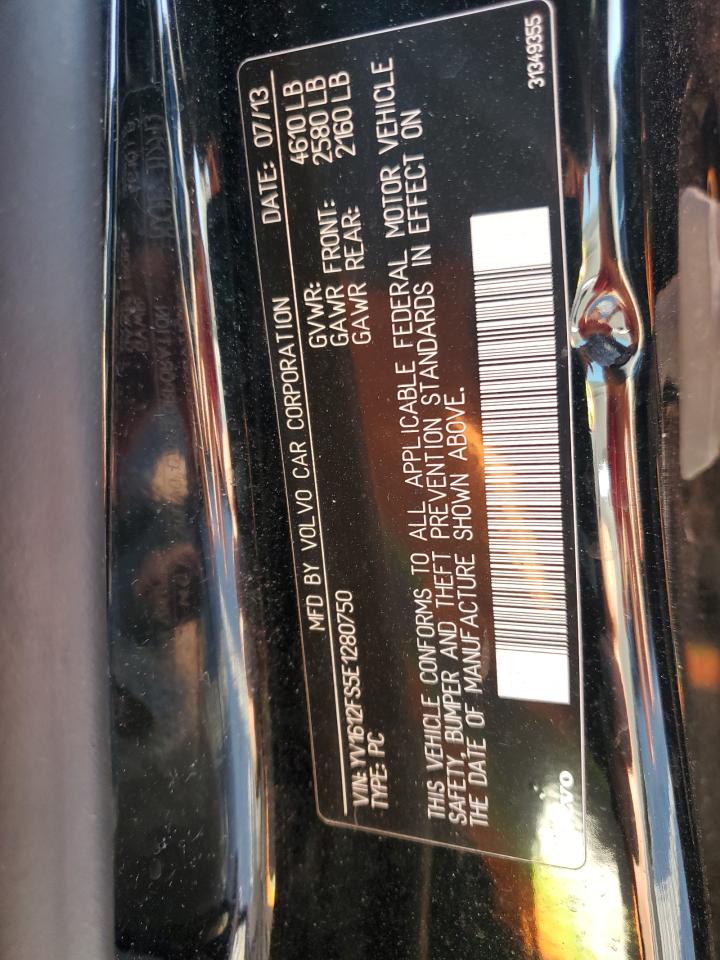 MFD BY VOLVO CAR CORPORATION DATE: 07/13
VIN: YV1612FS5E1280750 GVWR: 4610 LB
TYPE: PC GAWR FRONT: 2580 LB
GAWR REAR: 2160 LB
THIS VEHICLE CONFORMS TO ALL APPLICABLE FEDERAL MOTOR VEHICLE
SAFETY, BUMPER AND THEFT PREVENTION STANDARDS IN EFFECT ON
THE DATE OF MANUFACTURE SHOWN ABOVE.
VOLVO 31349355